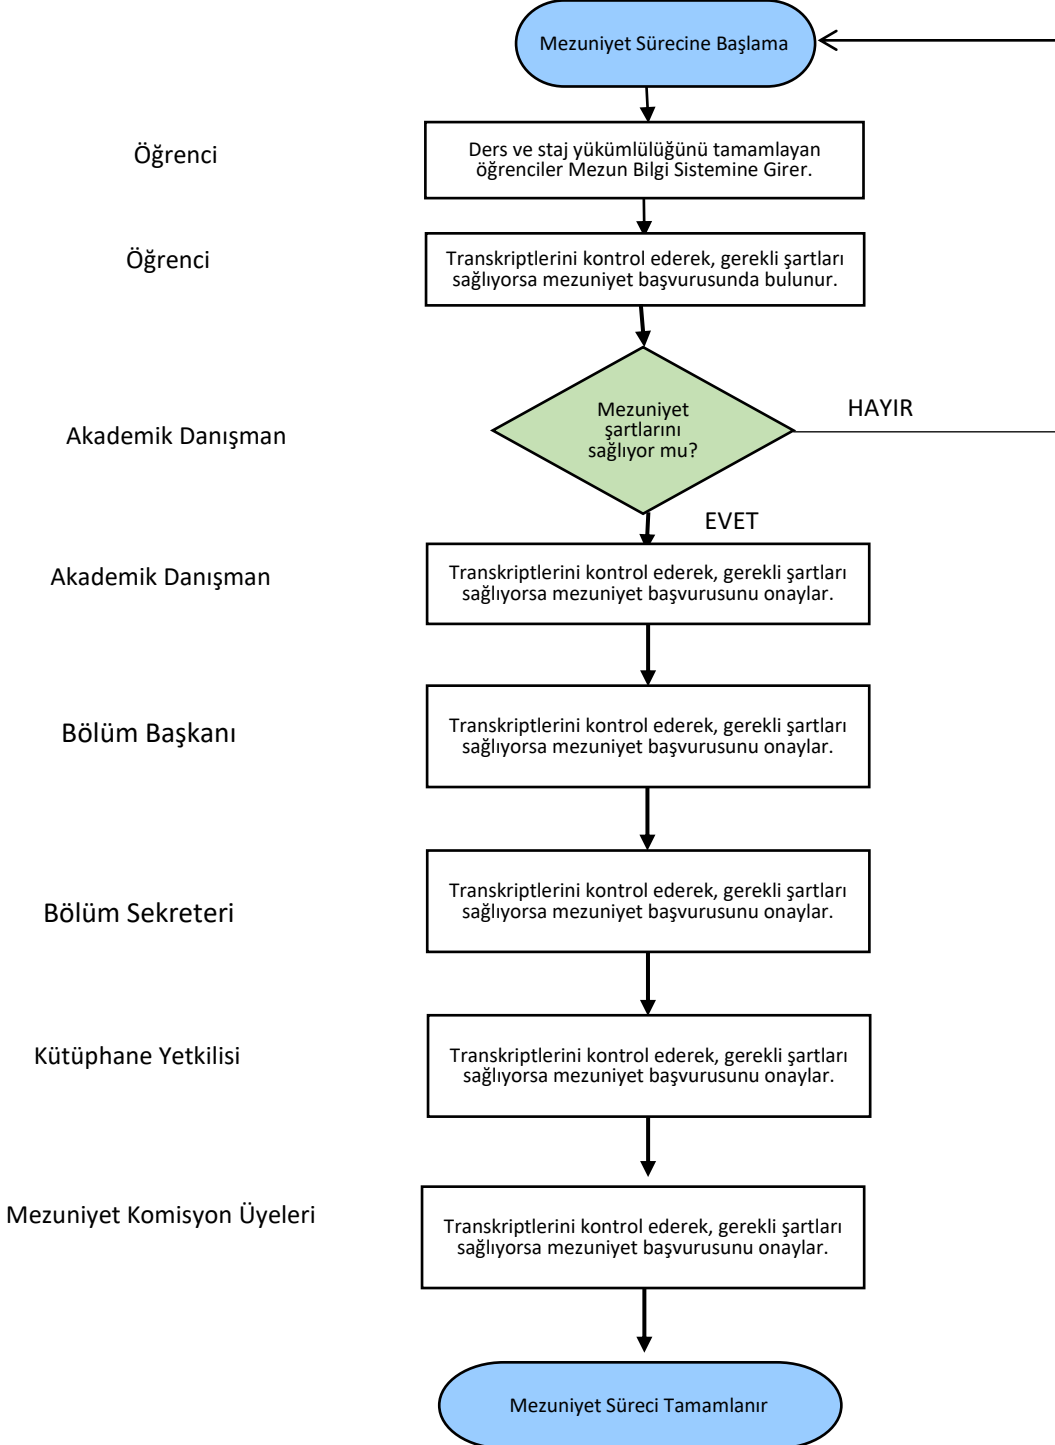 Mezuniyet Sürecine Başlama
Öğrenci
Ders ve staj yükümlülüğünü tamamlayan
öğrenciler Mezun Bilgi Sistemine Girer.
Öğrenci
Transkriptlerini kontrol ederek, gerekli şartları
sağlıyorsa mezuniyet başvurusunda bulunur.
Akademik Danışman
Mezuniyet
şartlarını
sağlıyor mu?
HAYIR
EVET
Akademik Danışman
Transkriptlerini kontrol ederek, gerekli şartları
sağlıyorsa mezuniyet başvurusunu onaylar.
Bölüm Başkanı
Transkriptlerini kontrol ederek, gerekli şartları
sağlıyorsa mezuniyet başvurusunu onaylar.
Bölüm Sekreteri
Transkriptlerini kontrol ederek, gerekli şartları
sağlıyorsa mezuniyet başvurusunu onaylar.
Kütüphane Yetkilisi
Transkriptlerini kontrol ederek, gerekli şartları
sağlıyorsa mezuniyet başvurusunu onaylar.
Mezuniyet Komisyon Üyeleri
Transkriptlerini kontrol ederek, gerekli şartları
sağlıyorsa mezuniyet başvurusunu onaylar.
Mezuniyet Süreci Tamamlanır